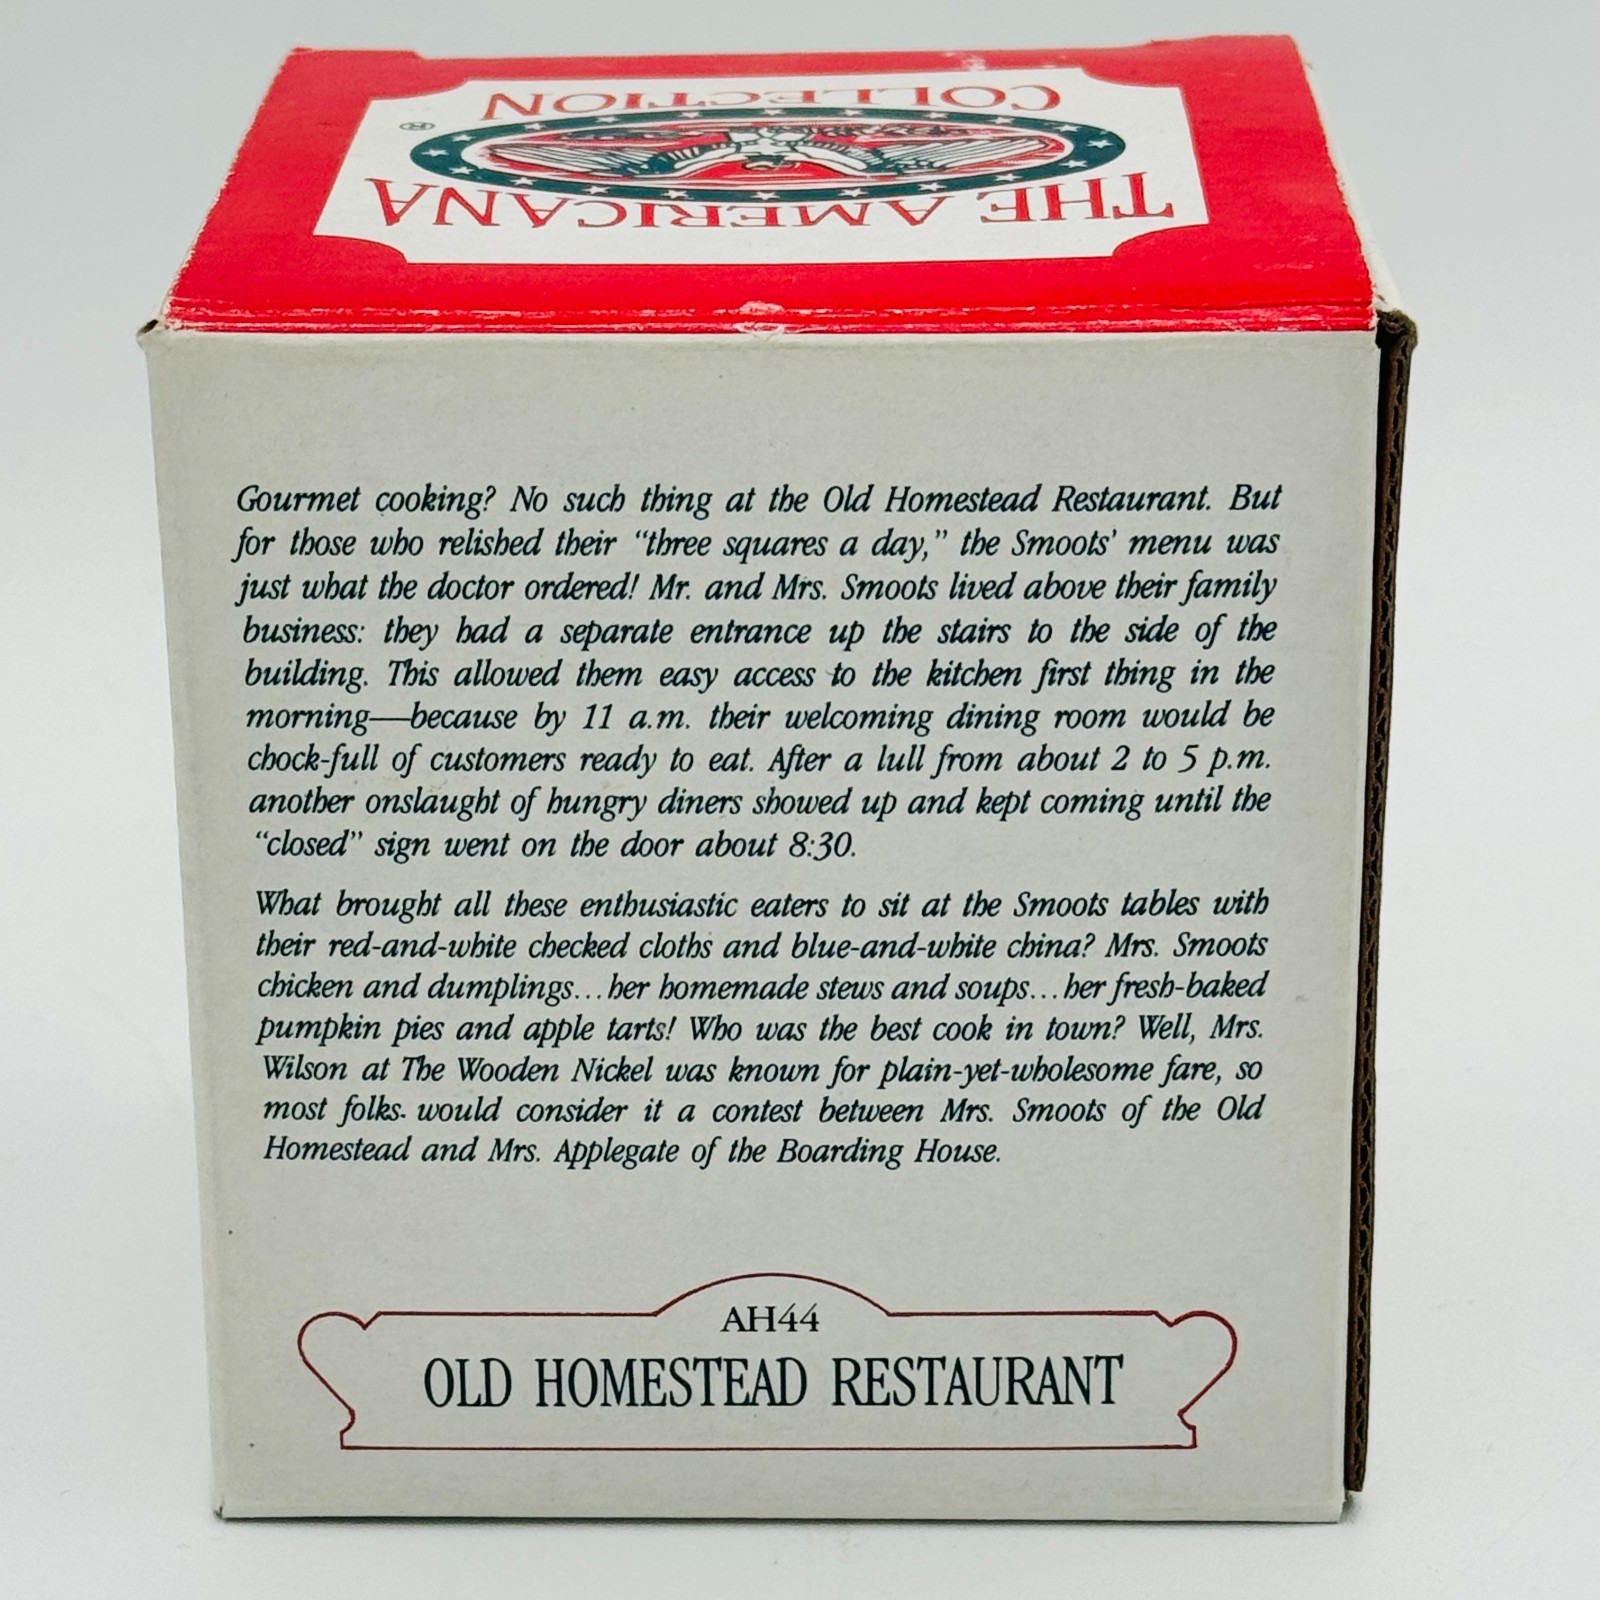 THE AMERICANA
COLLECTION
®
Gourmet cooking? No such thing at the Old Homestead Restaurant. But
for those who relished their “three squares a day,” the Smoots’ menu was
just what the doctor ordered! Mr. and Mrs. Smoots lived above their family
business: they had a separate entrance up the stairs to the side of the
building. This allowed them easy access to the kitchen first thing in the
morning—because by 11 a.m. their welcoming dining room would be
chock-full of customers ready to eat. After a lull from about 2 to 5 p.m.
another onslaught of hungry diners showed up and kept coming until the
“closed” sign went on the door about 8:30.
What brought all these enthusiastic eaters to sit at the Smoots tables with
their red-and-white checked cloths and blue-and-white china? Mrs. Smoots
chicken and dumplings...her homemade stews and soups...her fresh-baked
pumpkin pies and apple tarts! Who was the best cook in town? Well, Mrs.
Wilson at The Wooden Nickel was known for plain-yet-wholesome fare, so
most folks would consider it a contest between Mrs. Smoots of the Old
Homestead and Mrs. Applegate of the Boarding House.
AH44
OLD HOMESTEAD RESTAURANT